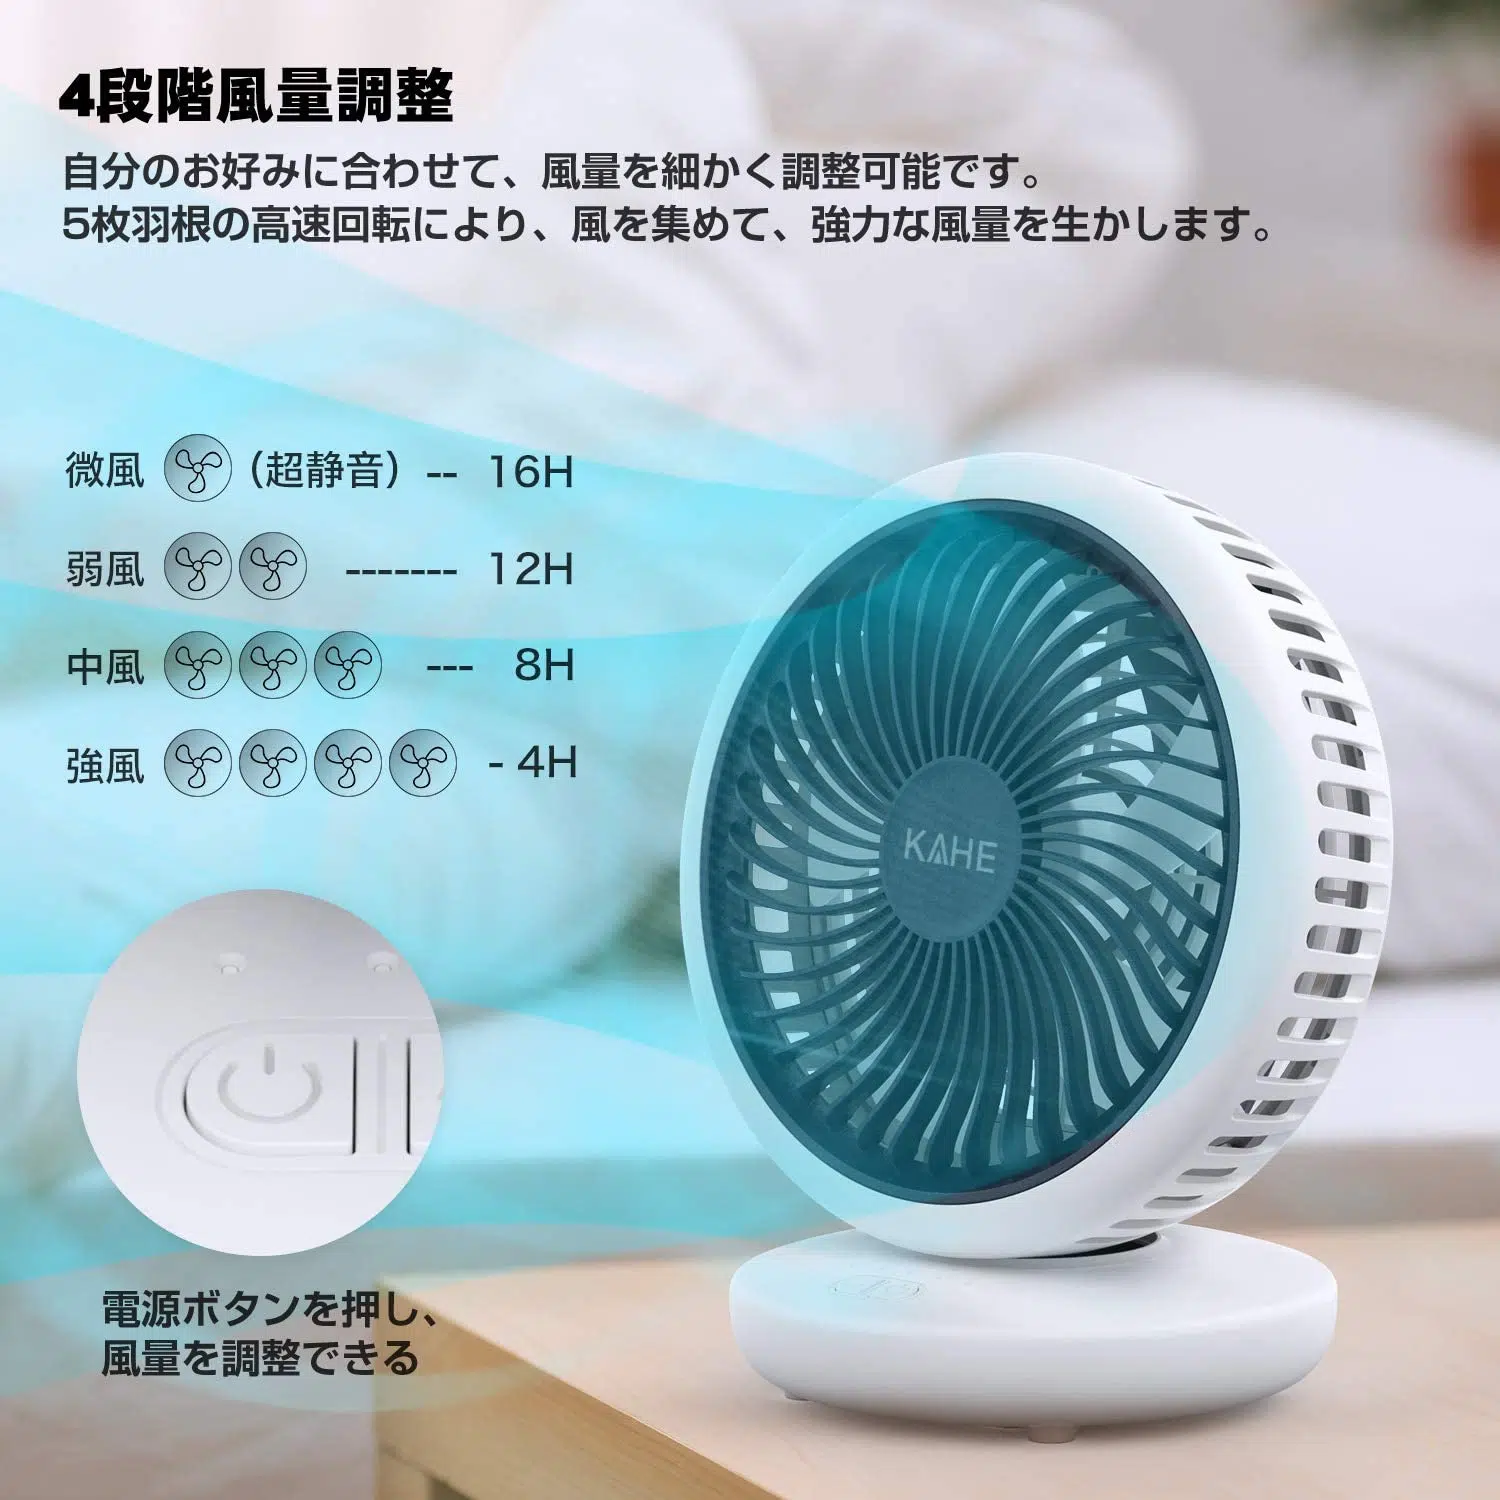 4段階風量調整
自分のお好みに合わせて、風量を細かく調整可能です。
5枚羽根の高速回転により、風を集めて、強力な風量を生かします。
微風 （超静音） -- 16H
弱風 ------- 12H
中風 --- 8H
強風 - 4H
KAHE
電源ボタンを押し、
風量を調整できる